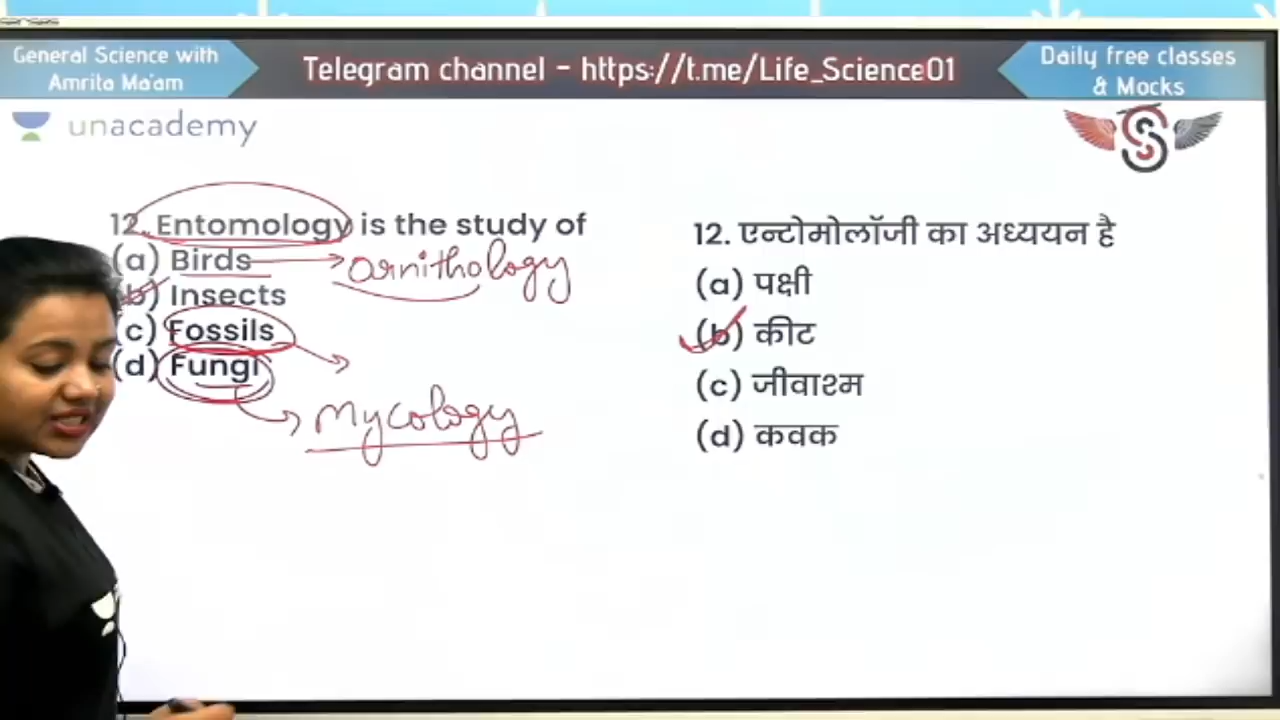 General Science with
Amrita Ma'am
Telegram channel - https://t.me/Life_Science01
Daily free classes
& Mocks
unacademy
12. Entomology is the study of
(a) Birds
Ornithology
(b) Insects
(c) Fossils
(d) Fungi
Mycology
12. एन्टोमोलॉजी का अध्ययन है
(a) पक्षी
(b) कीट
(c) जीवाश्म
(d) कवक